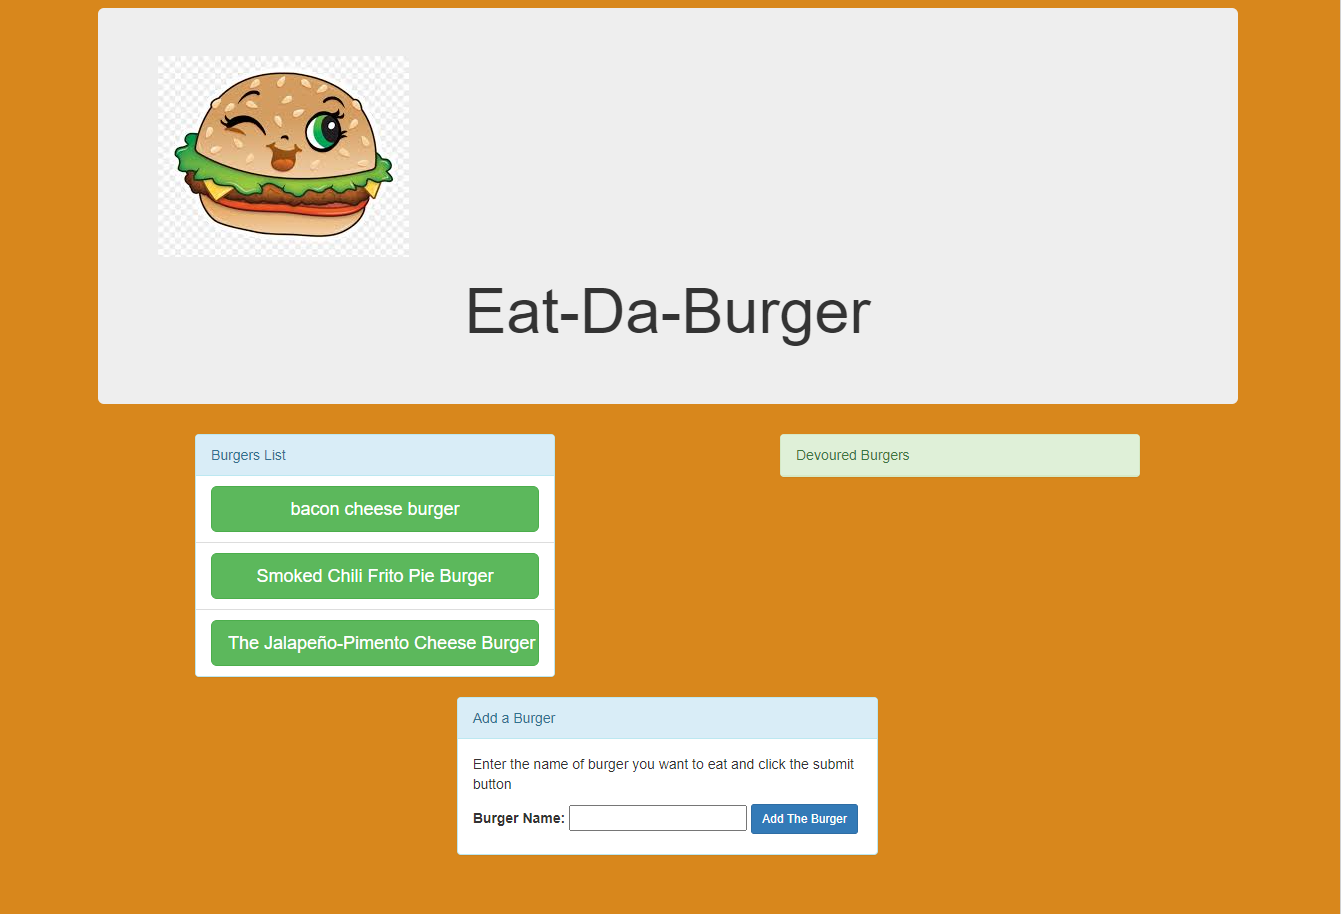 Eat-Da-Burger
Burgers List
bacon cheese burger
Smoked Chili Frito Pie Burger
The Jalapeño-Pimento Cheese Burger
Devoured Burgers
Add a Burger
Enter the name of burger you want to eat and click the submit
button
Burger Name: Add The Burger